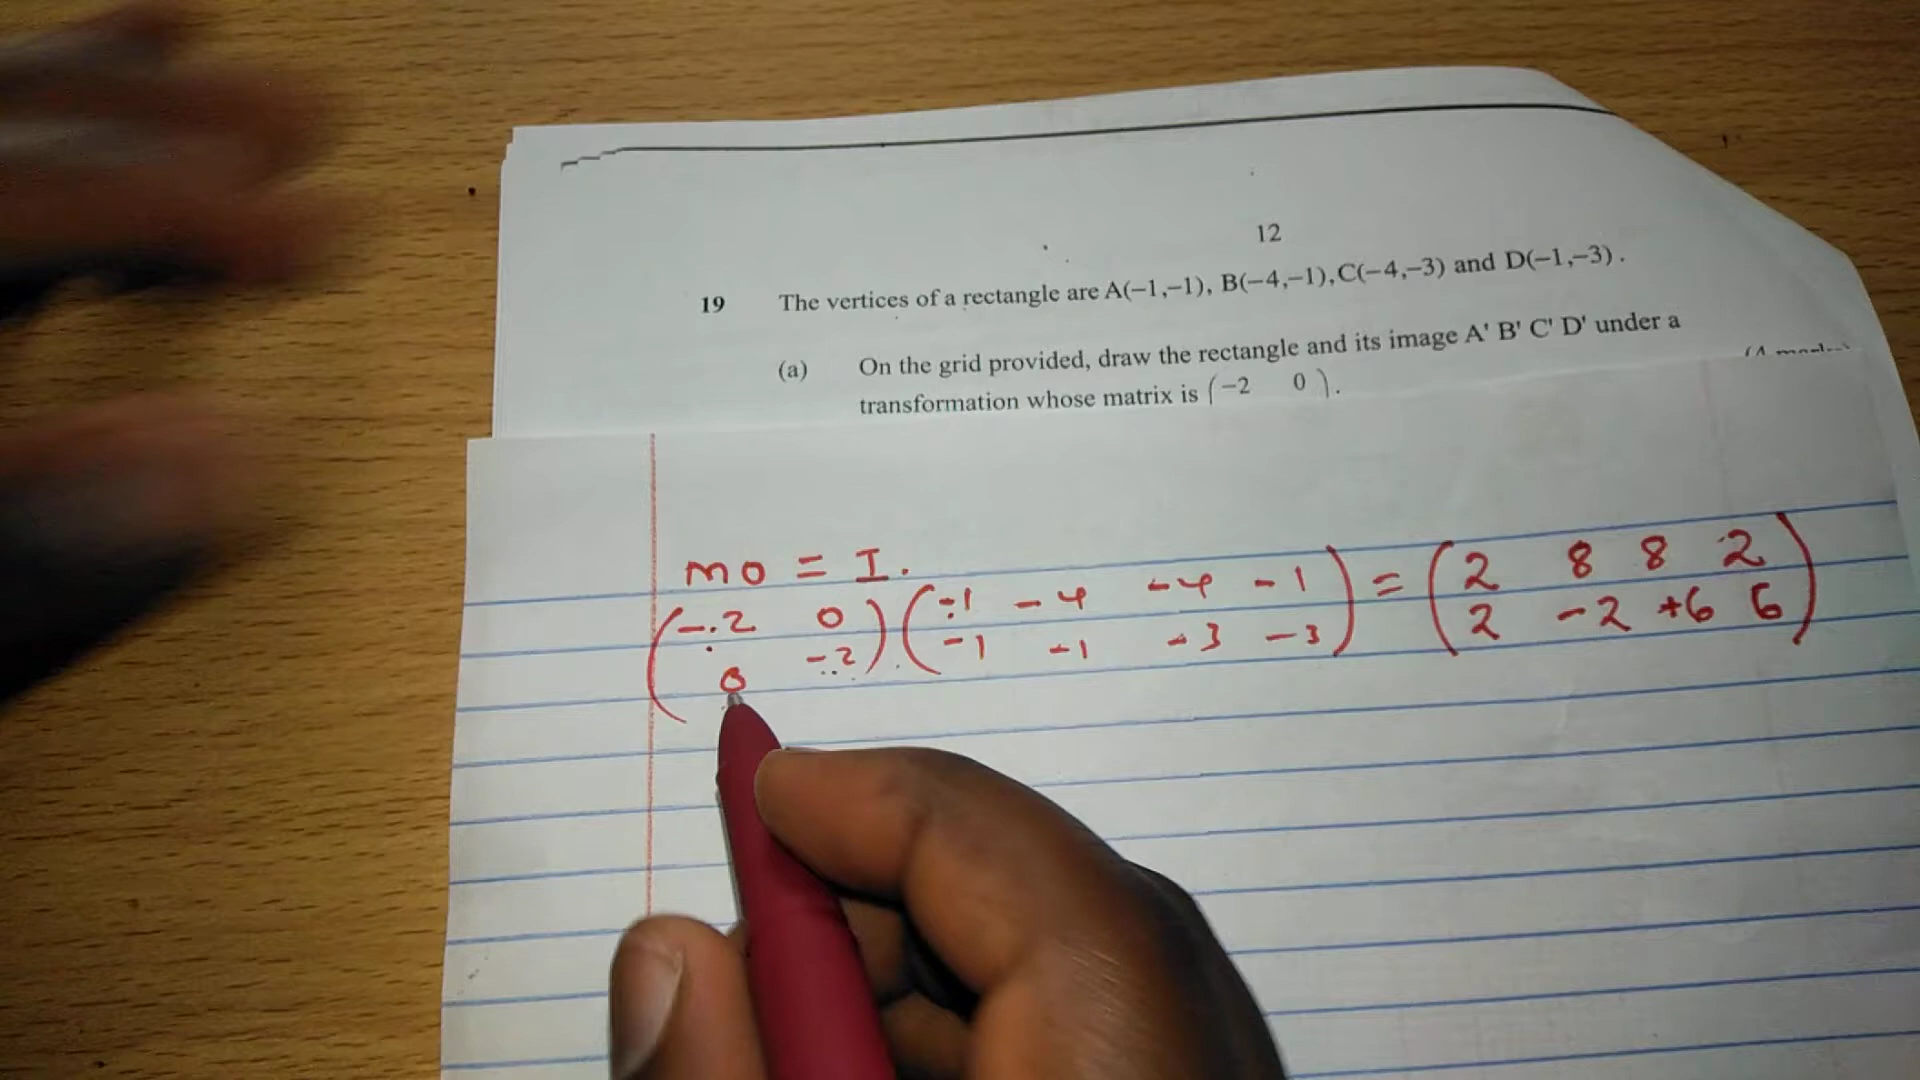 12
19 The vertices of a rectangle are A(−1,−1), B(−4,−1), C(−4,−3) and D(−1,−3).
(a) On the grid provided, draw the rectangle and its image A' B' C' D' under a
transformation whose matrix is (−2 0).
mo = I.
(-.2 0) (-1 -4 -4 -1) = (2 8 8 2)
(0 -2) (-1 -1 -3 -3) (2 -2 +6 6)